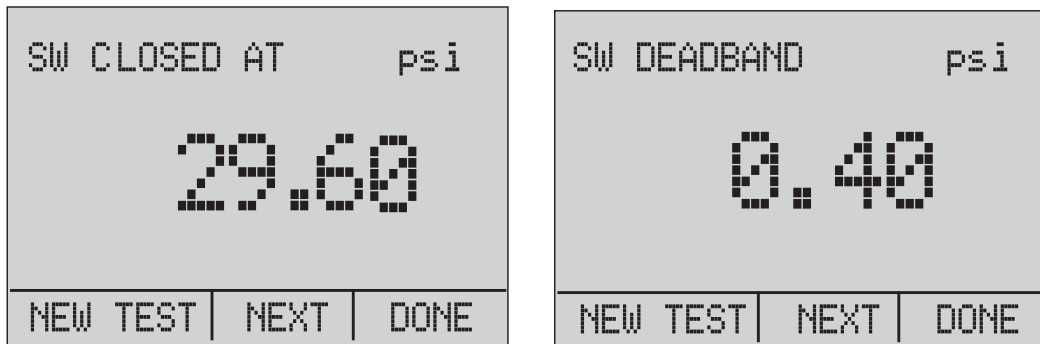 SW CLOSED AT psi
29.60
NEW TEST NEXT DONE
SW DEADBAND psi
0.40
NEW TEST NEXT DONE